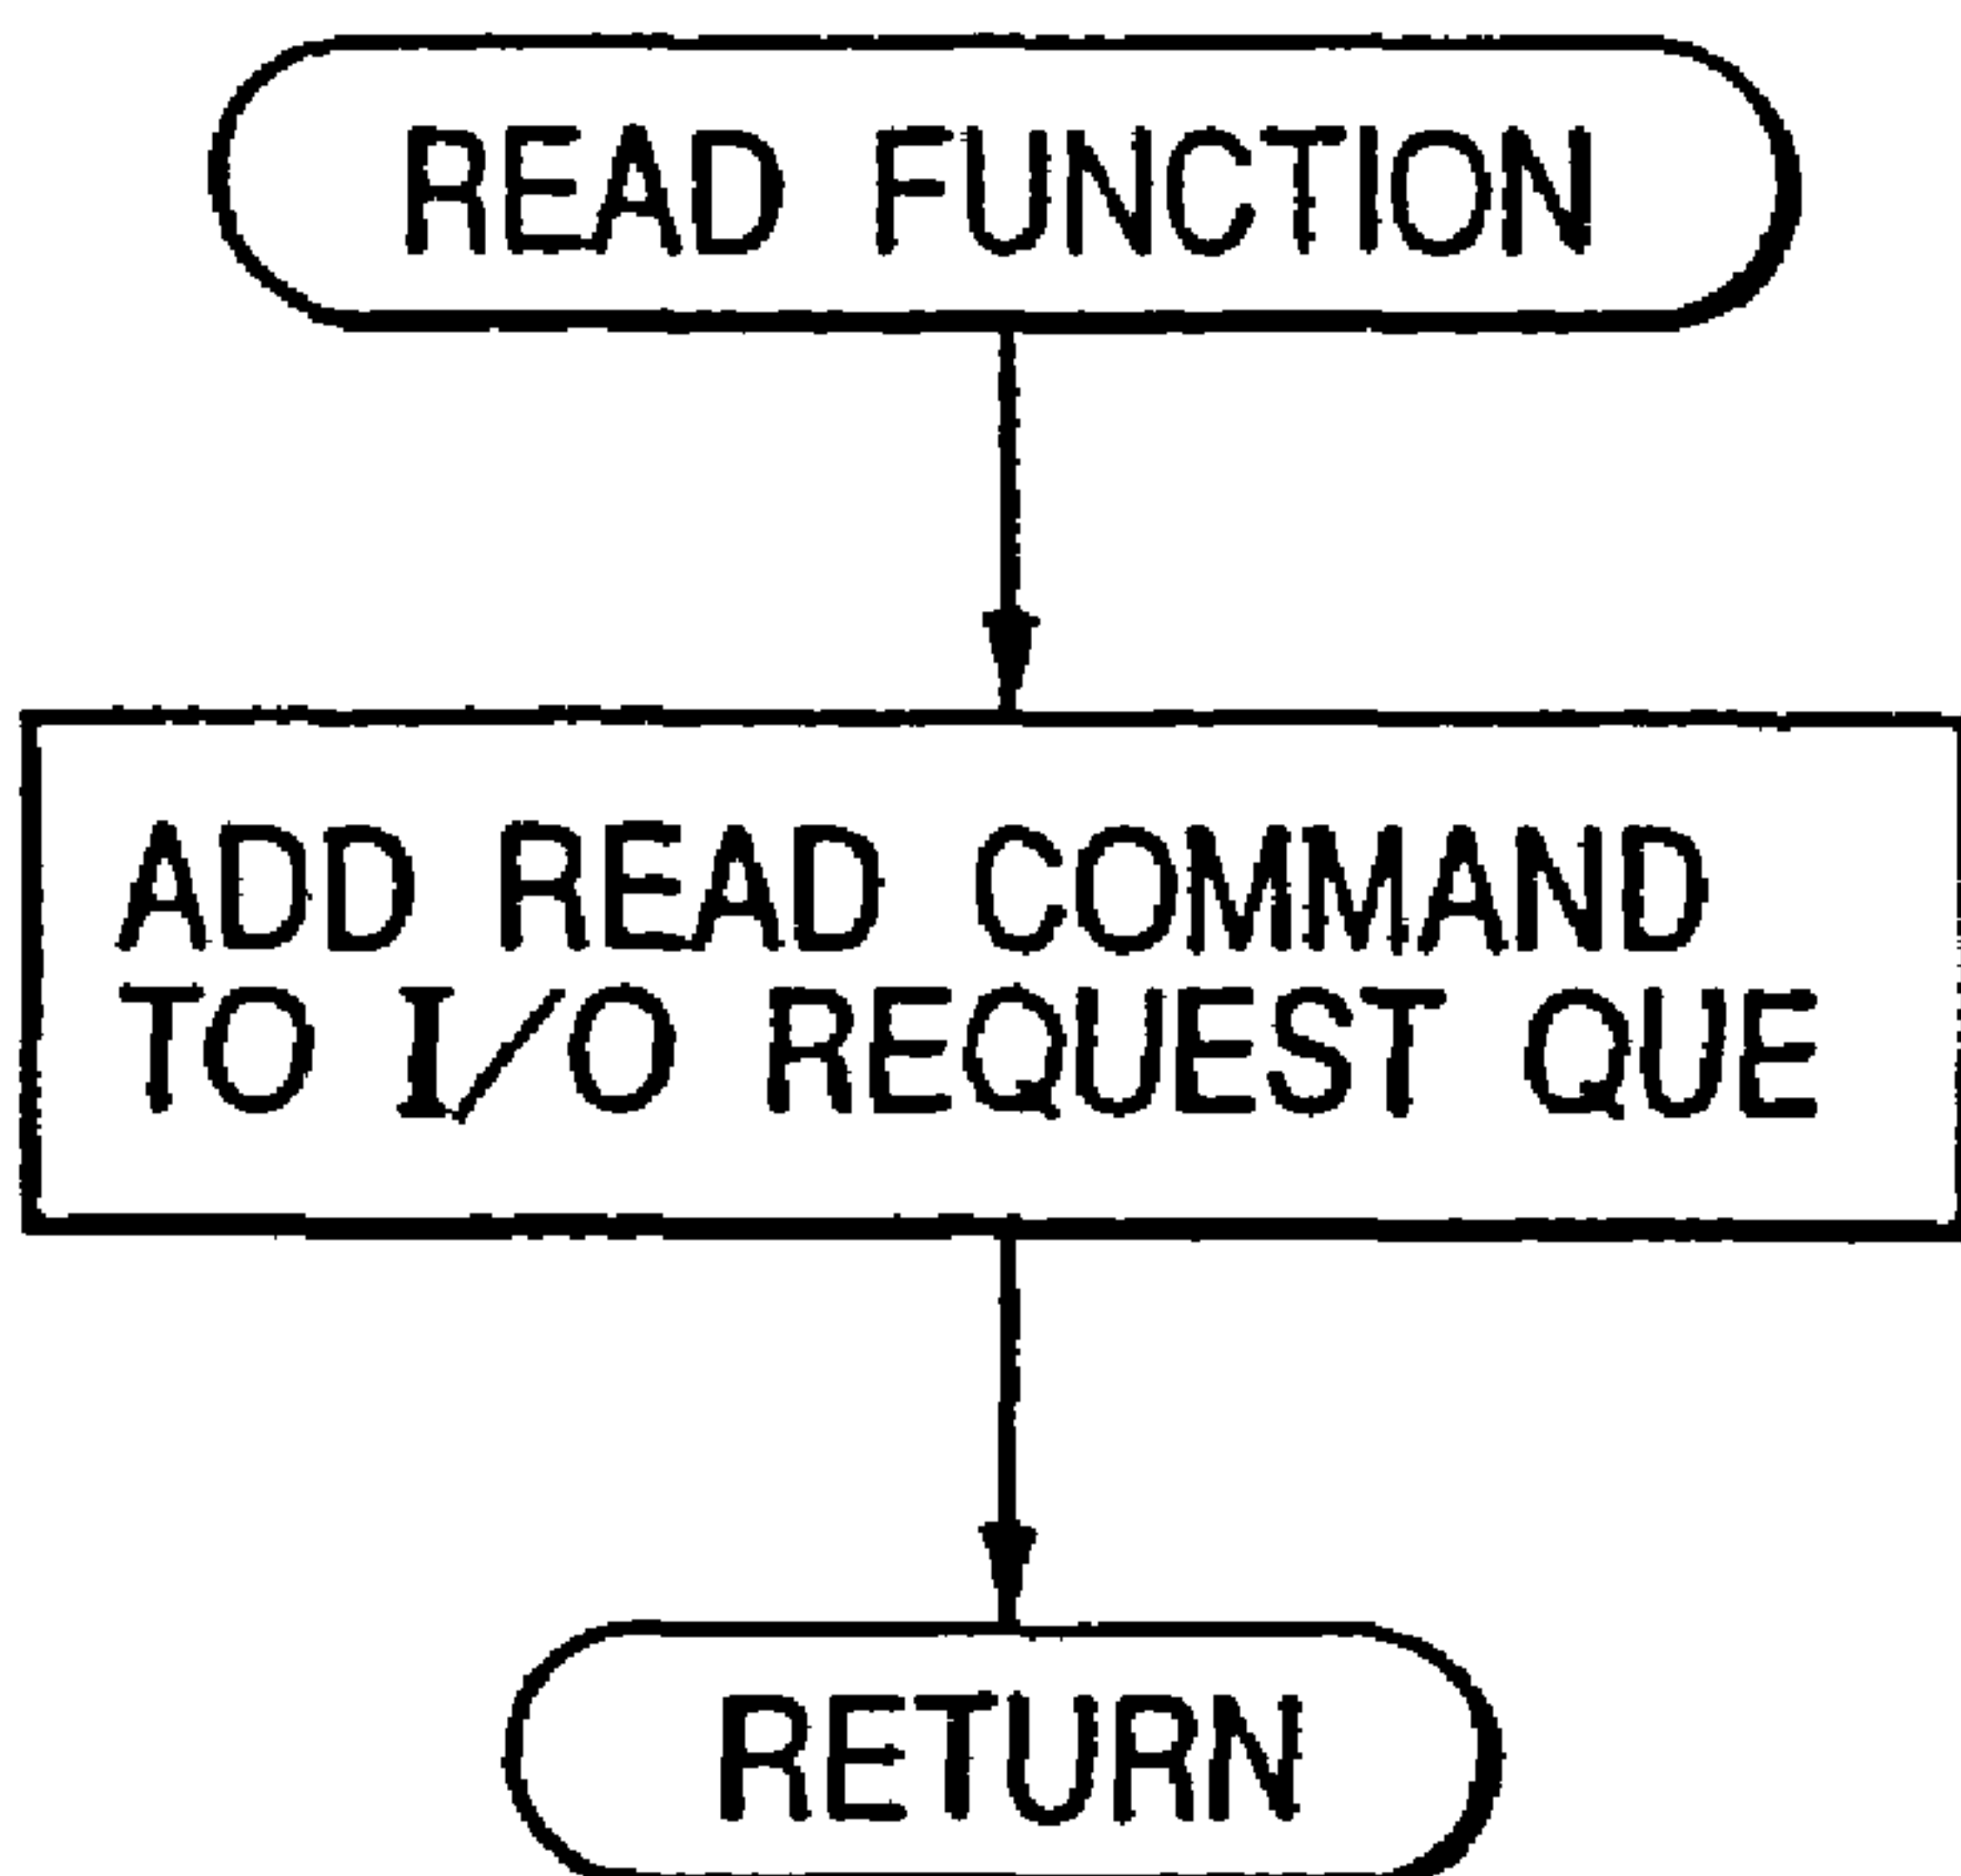 READ FUNCTION
ADD READ COMMAND
TO I/O REQUEST QUE
RETURN